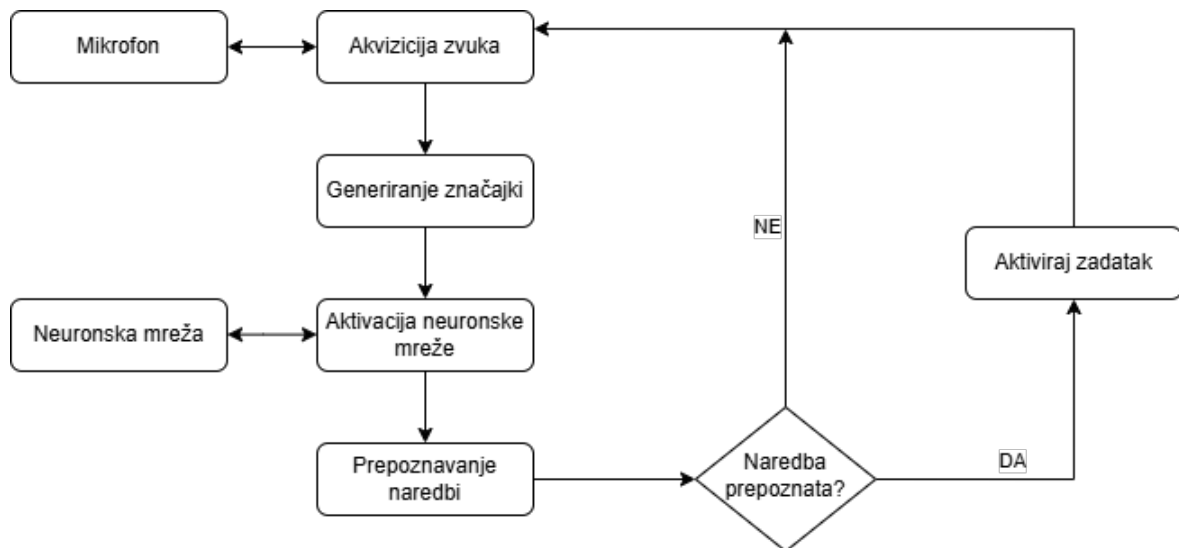 Mikrofon
Akvizicija zvuka
Generiranje značajki
NE
Aktiviraj zadatak
Neuronska mreža
Aktivacija neuronske
mreže
Prepoznavanje
naredbi
Naredba
prepoznata?
DA